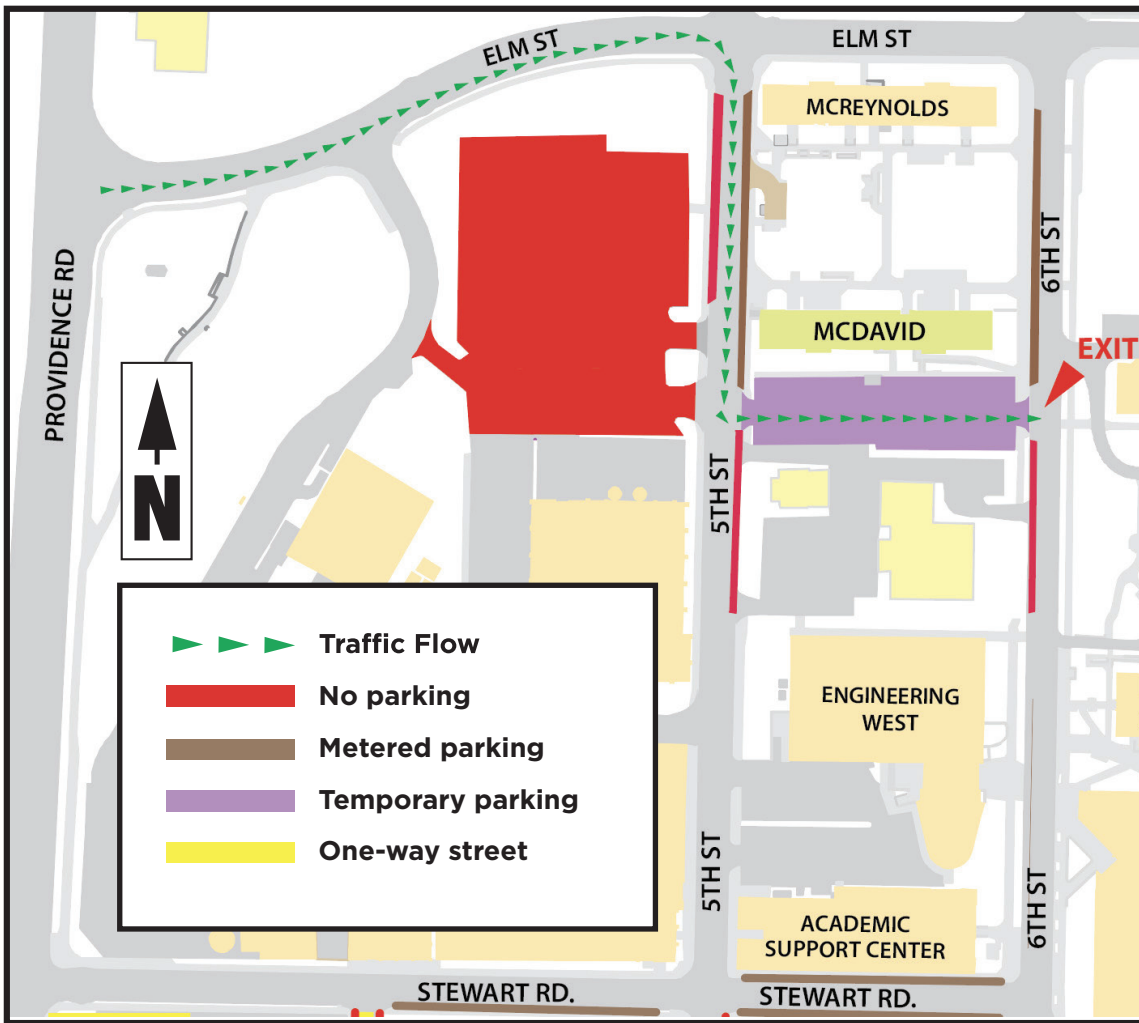 ELM ST
ELM ST
MCREYNOLDS
6TH ST
PROVIDENCE RD
MCDAVID
EXIT
N
5TH ST
Traffic Flow
No parking
Metered parking
Temporary parking
One-way street
ENGINEERING
WEST
5TH ST
6TH ST
ACADEMIC
SUPPORT CENTER
STEWART RD.
STEWART RD.